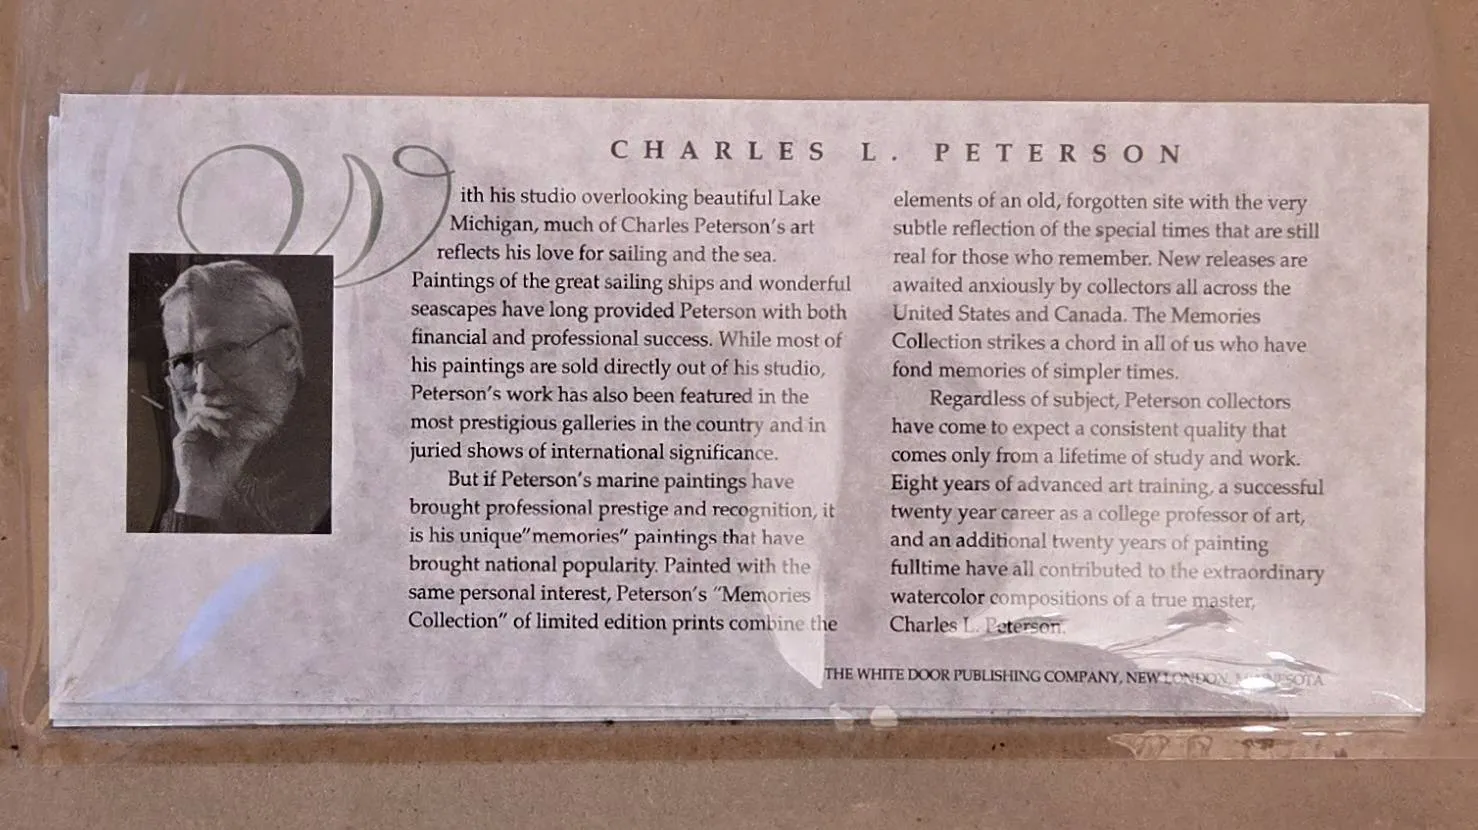 CHARLES L. PETERSON
With his studio overlooking beautiful Lake
Michigan, much of Charles Peterson's art
reflects his love for sailing and the sea.
Paintings of the great sailing ships and wonderful
seascapes have long provided Peterson with both
financial and professional success. While most of
his paintings are sold directly out of his studio,
Peterson's work has also been featured in the
most prestigious galleries in the country and in
juried shows of international significance.
But if Peterson's marine paintings have
brought professional prestige and recognition, it
is his unique"memories" paintings that have
brought national popularity. Painted with the
same personal interest, Peterson's "Memories
Collection" of limited edition prints combine the
elements of an old, forgotten site with the very
subtle reflection of the special times that are still
real for those who remember. New releases are
awaited anxiously by collectors all across the
United States and Canada. The Memories
Collection strikes a chord in all of us who have
fond memories of simpler times.
Regardless of subject, Peterson collectors
have come to expect a consistent quality that
comes only from a lifetime of study and work.
Eight years of advanced art training, a successful
twenty year career as a college professor of art,
and an additional twenty years of painting
fulltime have all contributed to the extraordinary
watercolor compositions of a true master,
Charles L. Peterson.
THE WHITE DOOR PUBLISHING COMPANY, NEW LONDON, MINNESOTA